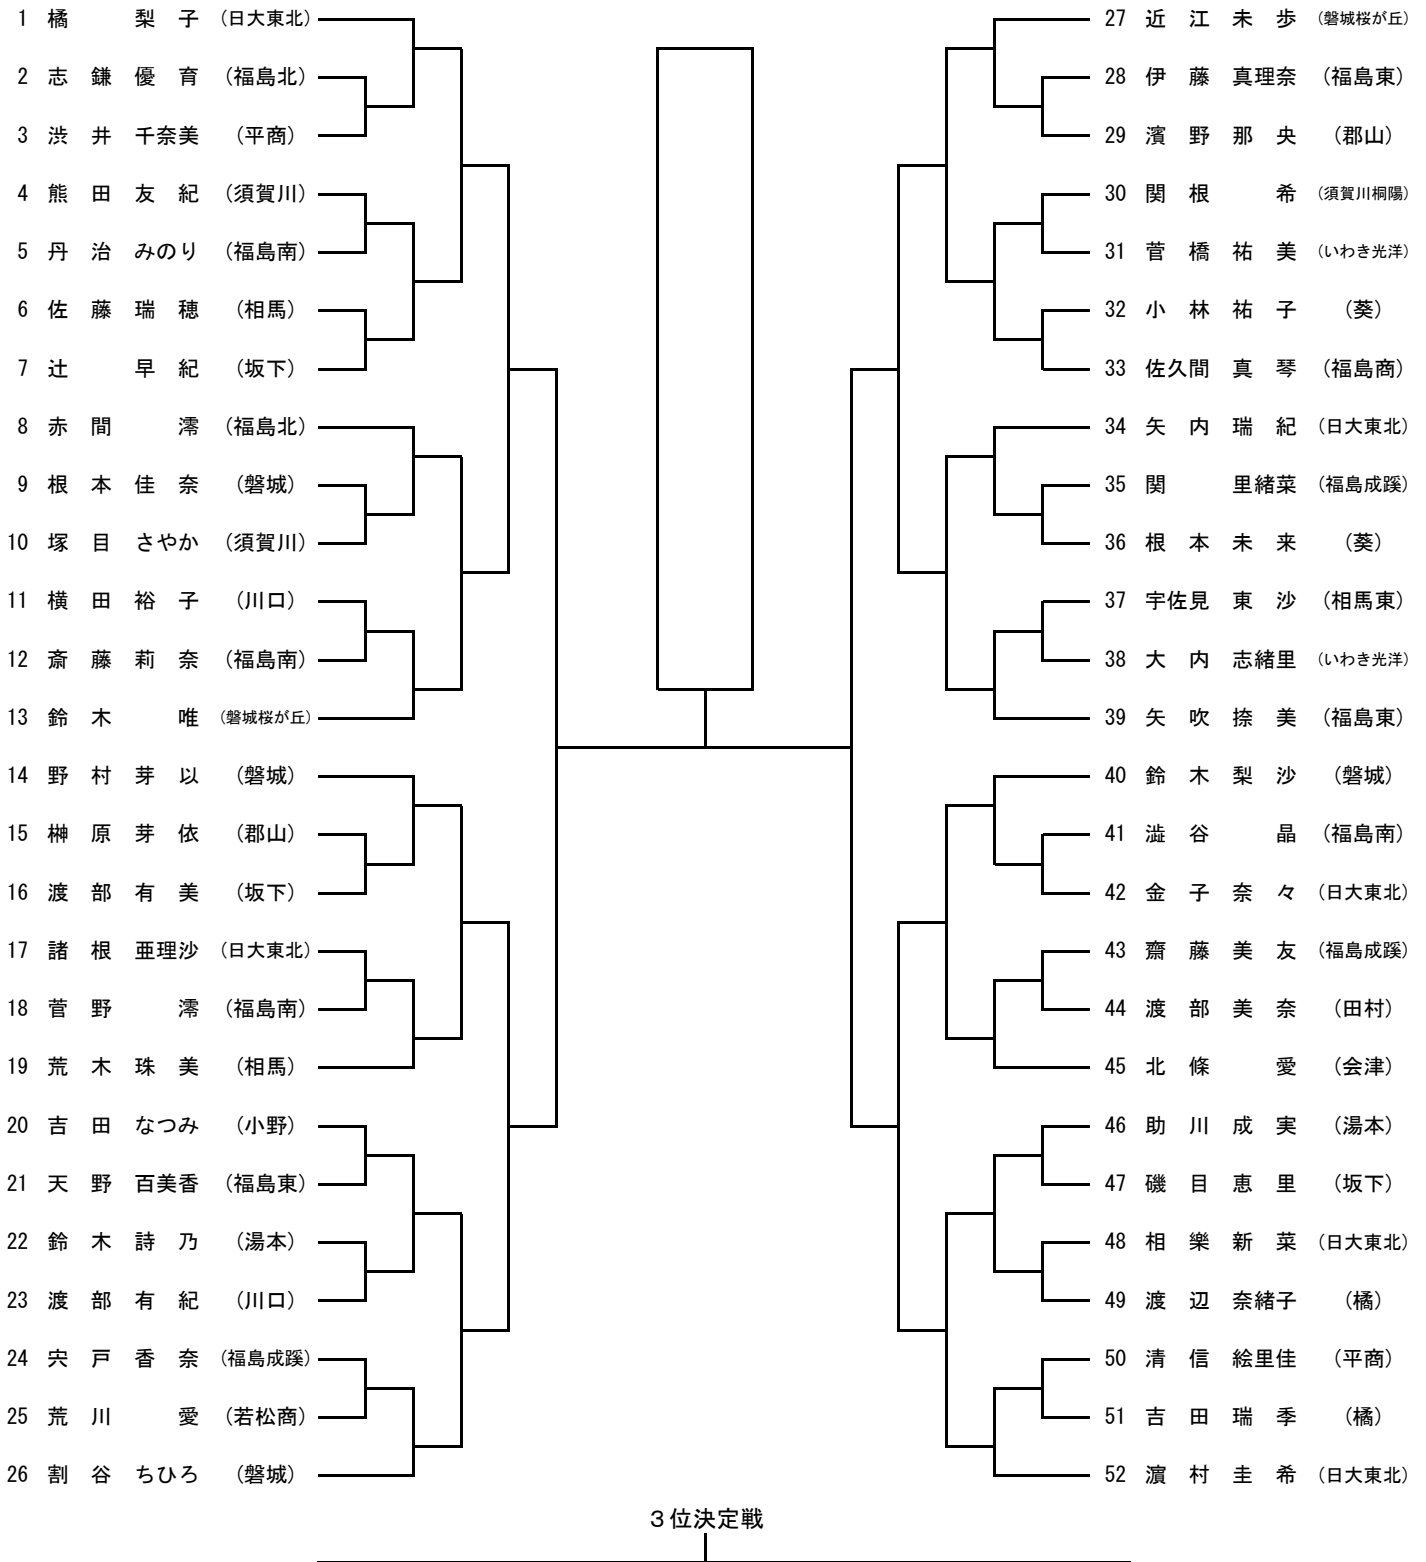 1 橘 梨 子 (日大東北)
2 志 鎌 優 育 (福島北)
3 渋 井 千奈美 (平商)
4 熊 田 友 紀 (須賀川)
5 丹 治 みのり (福島南)
6 佐 藤 瑞 穂 (相馬)
7 辻 早 紀 (坂下)
8 赤 間 澪 (福島北)
9 根 本 佳 奈 (磐城)
10 塚 目 さやか (須賀川)
11 横 田 裕 子 (川口)
12 斎 藤 莉 奈 (福島南)
13 鈴 木 唯 (磐城桜が丘)
14 野 村 芽 以 (磐城)
15 榊 原 芽 依 (郡山)
16 渡 部 有 美 (坂下)
17 諸 根 亜理沙 (日大東北)
18 菅 野 澪 (福島南)
19 荒 木 珠 美 (相馬)
20 吉 田 なつみ (小野)
21 天 野 百美香 (福島東)
22 鈴 木 詩 乃 (湯本)
23 渡 部 有 紀 (川口)
24 宍 戸 香 奈 (福島成蹊)
25 荒 川 愛 (若松商)
26 割 谷 ちひろ (磐城)
27 近 江 未 歩 (磐城桜が丘)
28 伊 藤 真理奈 (福島東)
29 濱 野 那 央 (郡山)
30 関 根 希 (須賀川桐陽)
31 菅 橋 祐 美 (いわき光洋)
32 小 林 祐 子 (葵)
33 佐久間 真 琴 (福島商)
34 矢 内 瑞 紀 (日大東北)
35 関 里緒菜 (福島成蹊)
36 根 本 未 来 (葵)
37 宇佐見 東 沙 (相馬東)
38 大 内 志緒里 (いわき光洋)
39 矢 吹 捺 美 (福島東)
40 鈴 木 梨 沙 (磐城)
41 澁 谷 晶 (福島南)
42 金 子 奈 々 (日大東北)
43 齋 藤 美 友 (福島成蹊)
44 渡 部 美 奈 (田村)
45 北 條 愛 (会津)
46 助 川 成 実 (湯本)
47 磯 目 恵 里 (坂下)
48 相 樂 新 菜 (日大東北)
49 渡 辺 奈緒子 (橘)
50 清 信 絵里佳 (平商)
51 吉 田 瑞 季 (橘)
52 濵 村 圭 希 (日大東北)
３位決定戦